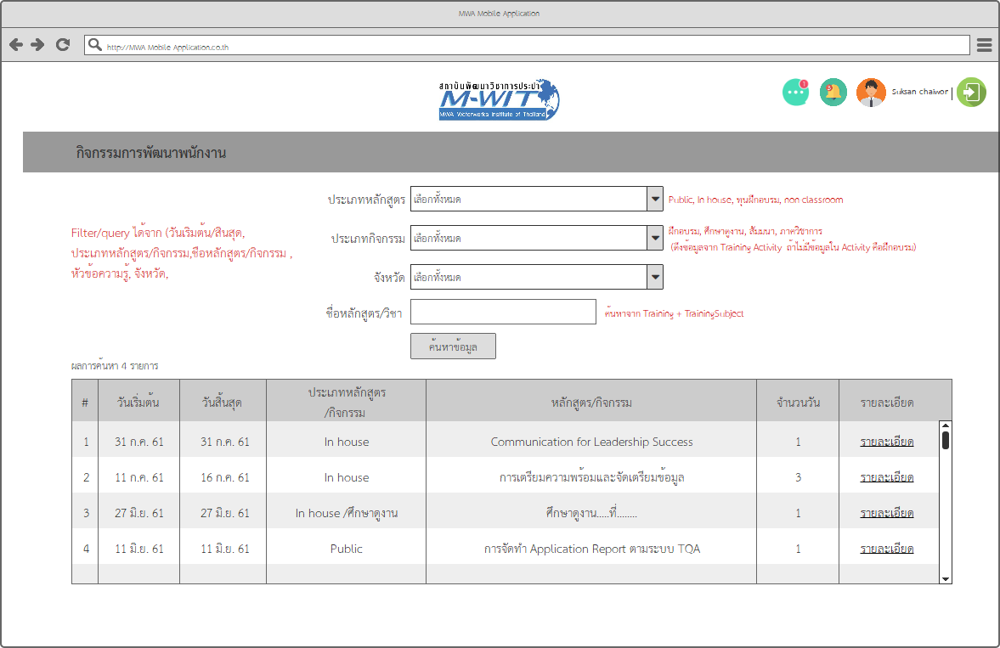 MWA Mobile Application
http://MWA Mobile Application.co.th
สถาบันพัฒนาวิชาการประปา
M-WIT
MWA Waterworks Institute of Thailand
1
3
Suksan chaiwon
กิจกรรมการพัฒนาพนักงาน
ประเภทหลักสูตร เลือกทั้งหมด Public, In house, ทุนฝึกอบรม, non classroom
Filter/query ได้จาก (วันเริ่มต้น/สิ้นสุด,
ประเภทหลักสูตร/กิจกรรม,ชื่อหลักสูตร/กิจกรรม ,
หัวข้อความรู้, จังหวัด,
ประเภทกิจกรรม เลือกทั้งหมด ฝึกอบรม, ศึกษาดูงาน, สัมมนา, ภาควิชาการ
(ดึงข้อมูลจาก Training Activity ถ้าไม่มีข้อมูลใน Activity คือฝึกอบรม)
จังหวัด เลือกทั้งหมด
ชื่อหลักสูตร/วิชา ค้นหาจาก Training + TrainingSubject
ค้นหาข้อมูล
ผลการค้นหา 4 รายการ
# วันเริ่มต้น วันสิ้นสุด ประเภทหลักสูตร
/กิจกรรม หลักสูตร/กิจกรรม จำนวนวัน รายละเอียด
1 31 ก.ค. 61 31 ก.ค. 61 In house Communication for Leadership Success 1 รายละเอียด
2 11 ก.ค. 61 16 ก.ค. 61 In house การเตรียมความพร้อมและจัดเตรียมข้อมูล 3 รายละเอียด
3 27 มิ.ย. 61 27 มิ.ย. 61 In house /ศึกษาดูงาน ศึกษาดูงาน.....ที่........ 1 รายละเอียด
4 11 มิ.ย. 61 11 มิ.ย. 61 Public การจัดทำ Application Report ตามระบบ TQA 1 รายละเอียด